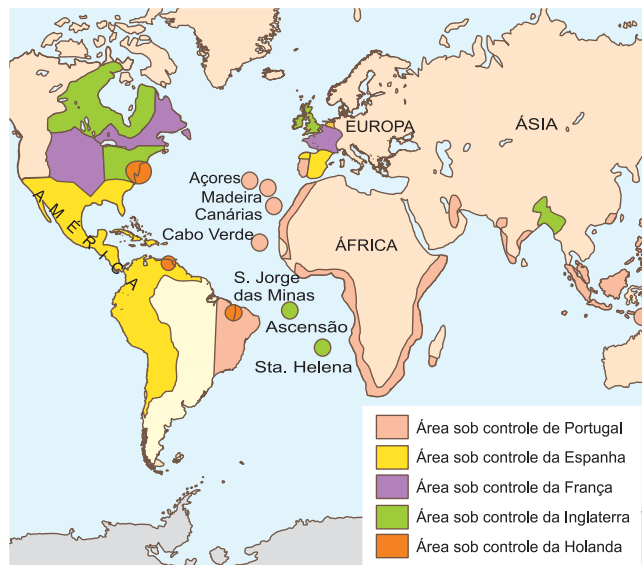 EUROPA
ÁSIA
Açores
Madeira
Canárias
Cabo Verde
ÁFRICA
AMÉRICA
S. Jorge
das Minas
Ascensão
Sta. Helena
Área sob controle de Portugal
Área sob controle da Espanha
Área sob controle da França
Área sob controle da Inglaterra
Área sob controle da Holanda